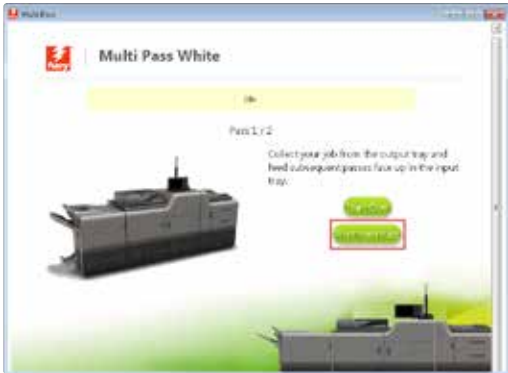 Multi Pass White
Idle
Pass 1 / 2
Collect your job from the output tray and
feed subsequent passes face up in the input
tray.